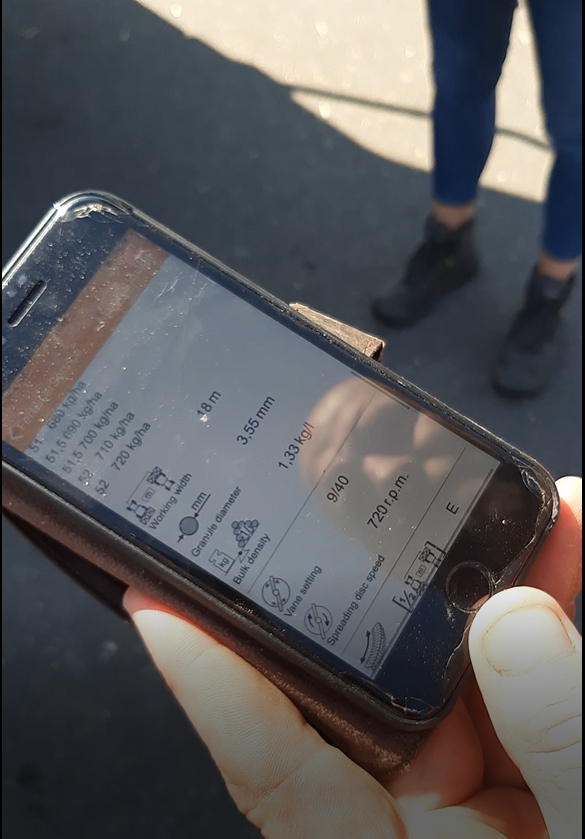 51 680 kg/ha
51,5 690 kg/ha
51,5 700 kg/ha
52 710 kg/ha
52 720 kg/ha
Working width 18 m
mm
Granule diameter 3,55 mm
kg
Bulk density 1,33 kg/l
Vane setting 9/40
Spreading disc speed 720 r.p.m.
1/2 E